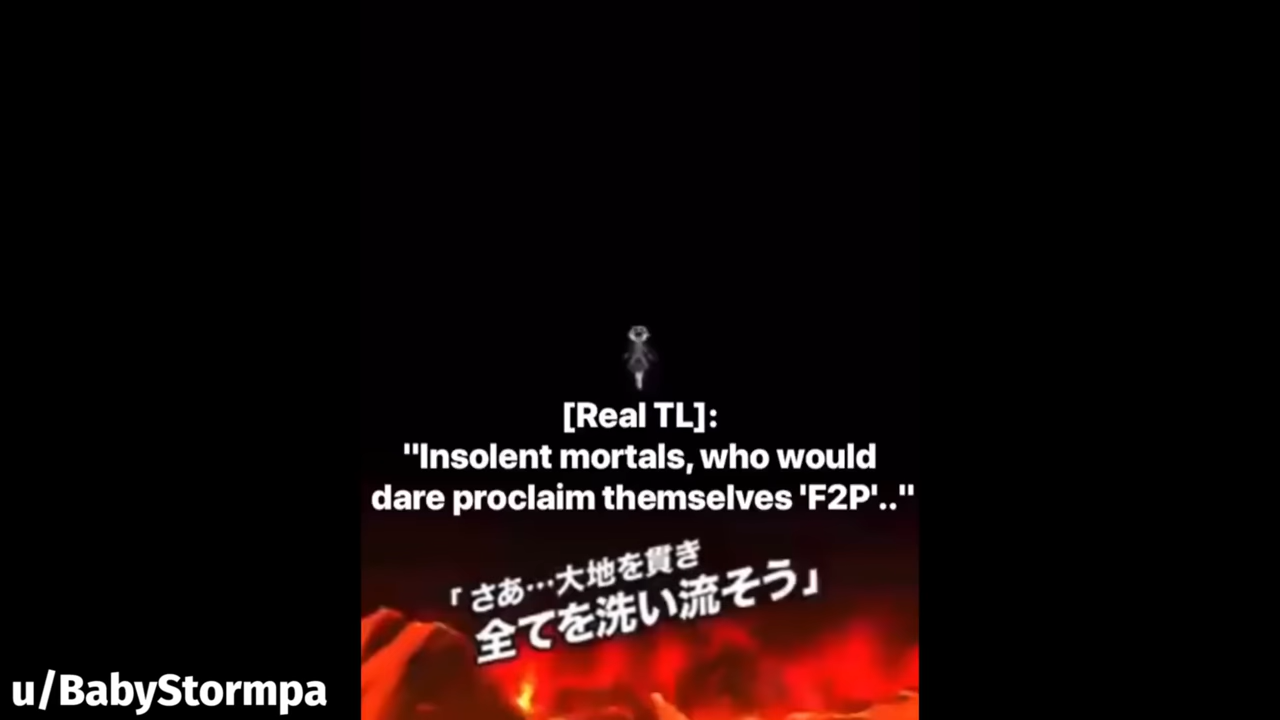 [Real TL]:
"Insolent mortals, who would
dare proclaim themselves 'F2P'.."
「さあ…大地を貫き
全てを洗い流そう」
u/BabyStormpa